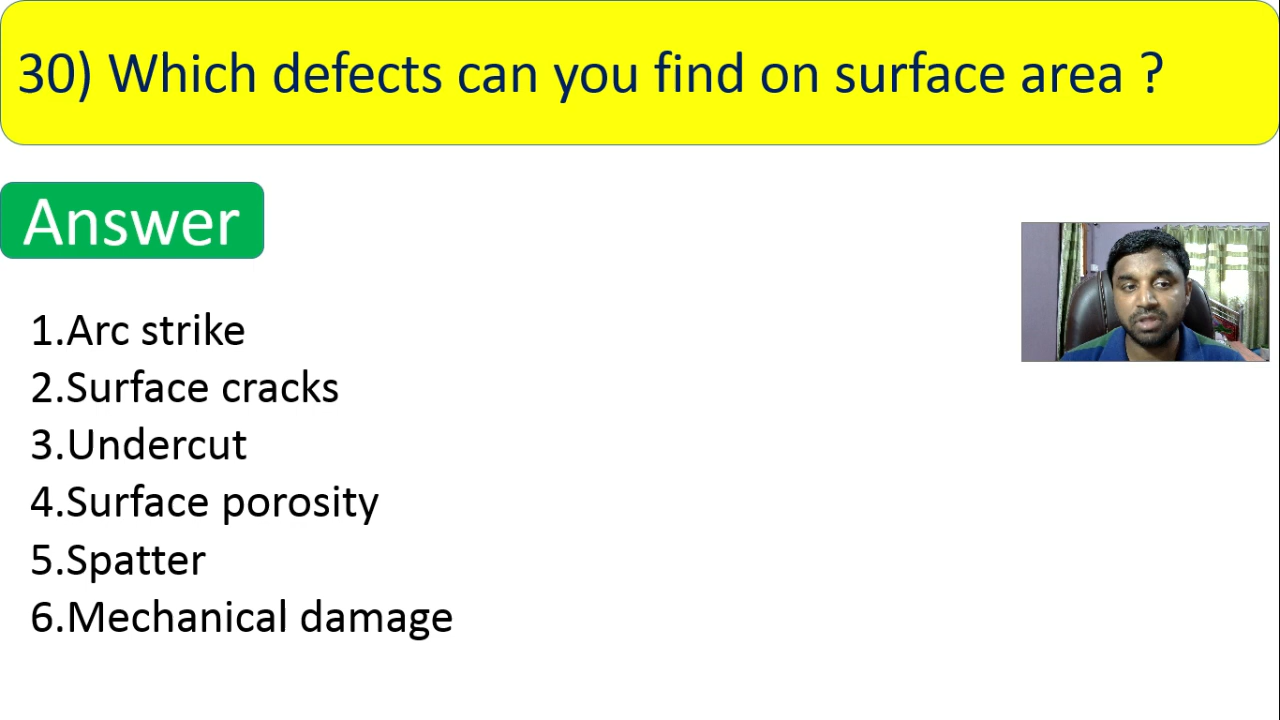 30) Which defects can you find on surface area ?
Answer
1.Arc strike
2.Surface cracks
3.Undercut
4.Surface porosity
5.Spatter
6.Mechanical damage